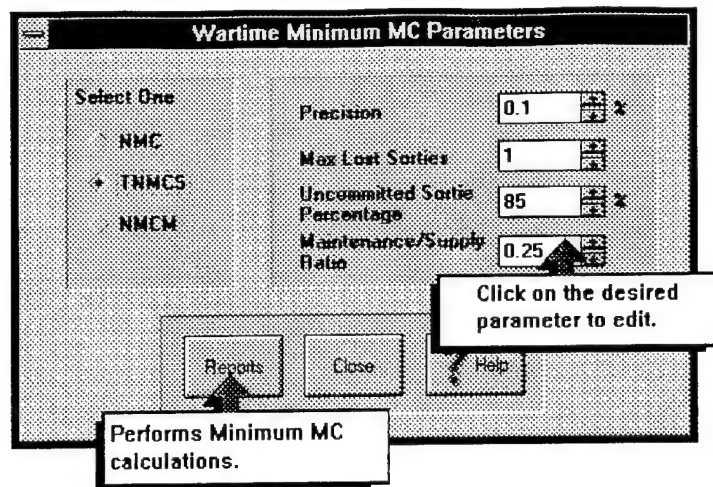 Wartime Minimum MC Parameters
Select One
NMC
TNMCS
NMCM
Precision
0.1
%
Max Lost Sorties
1
Uncommitted Sortie
Percentage
85
%
Maintenance/Supply
Ratio
0.25
Click on the desired
parameter to edit.
Reports
Close
? Help
Performs Minimum MC
calculations.